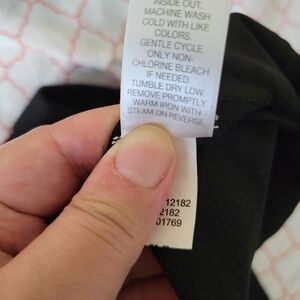 INSIDE OUT.
MACHINE WASH
COLD WITH LIKE
COLORS.
GENTLE CYCLE.
ONLY NON-
CHLORINE BLEACH
IF NEEDED.
TUMBLE DRY LOW.
REMOVE PROMPTLY
WARM IRON WITH
STEAM ON REVERSE
12182
2182
01769